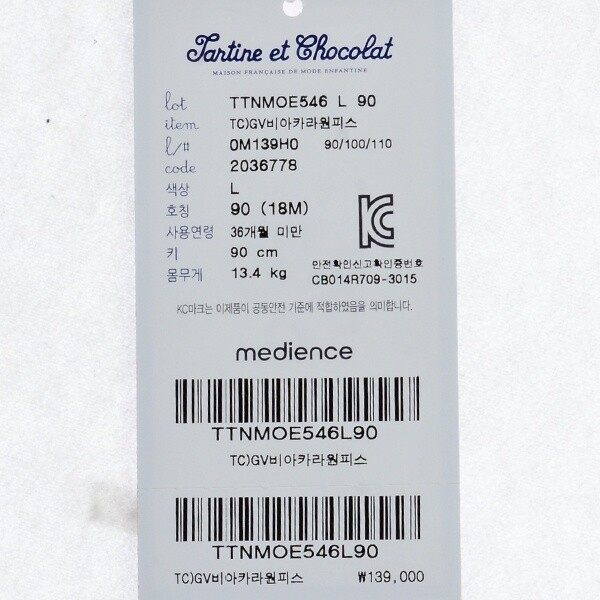 Tartine et Chocolat
MAISON FRANÇAISE DE MODE ENFANTINE
lot TTNMOE546 L 90
item TC)GV비아카라원피스
l/# 0M139H0 90/100/110
code 2036778
색상 L
호칭 90 (18M)
사용연령 36개월 미만
키 90 cm
몸무게 13.4 kg
KC
안전확인신고확인증번호
CB014R709-3015
KC마크는 이제품이 공통안전 기준에 적합하였음을 의미합니다.
medience
TTNMOE546L90
TC)GV비아카라원피스
TTNMOE546L90
TC)GV비아카라원피스 ₩139,000